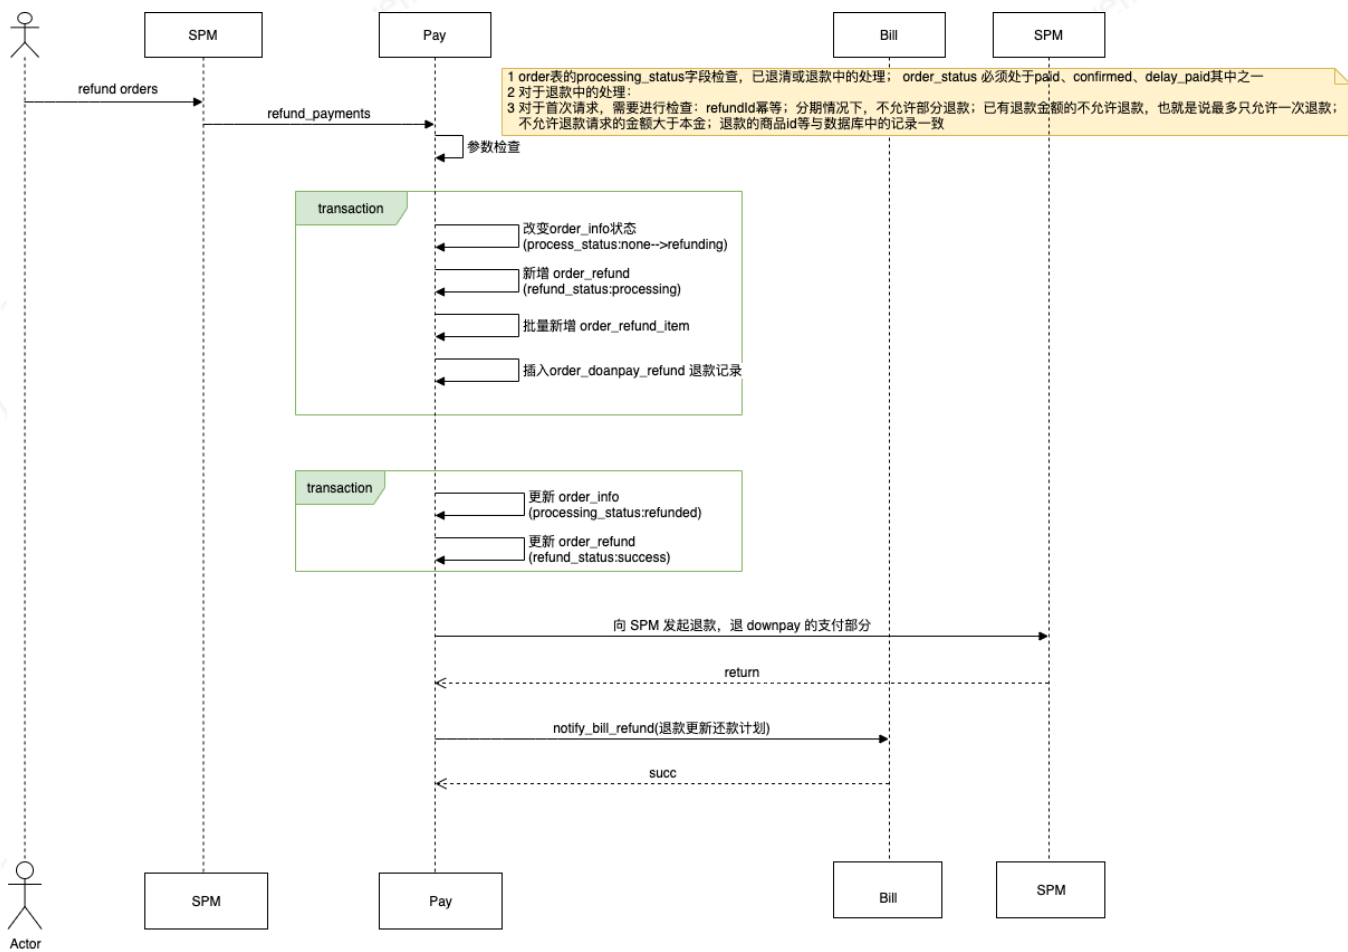 SPM
Pay
Bill
SPM
1 order表的processing_status字段检查，已退清或退款中的处理； order_status 必须处于paid、confirmed、delay_paid其中之一
2 对于退款中的处理：
3 对于首次请求，需要进行检查：refundId幂等；分期情况下，不允许部分退款；已有退款金额的不允许退款，也就是说最多只允许一次退款；
不允许退款请求的金额大于本金；退款的商品id等与数据库中的记录一致
refund orders
refund_payments
参数检查
transaction
改变order_info状态
(process_status:none-->refunding)
新增 order_refund
(refund_status:processing)
批量新增 order_refund_item
插入order_doanpay_refund 退款记录
transaction
更新 order_info
(processing_status:refunded)
更新 order_refund
(refund_status:success)
向 SPM 发起退款，退 downpay 的支付部分
return
notify_bill_refund(退款更新还款计划)
succ
SPM
Pay
Bill
SPM
Actor